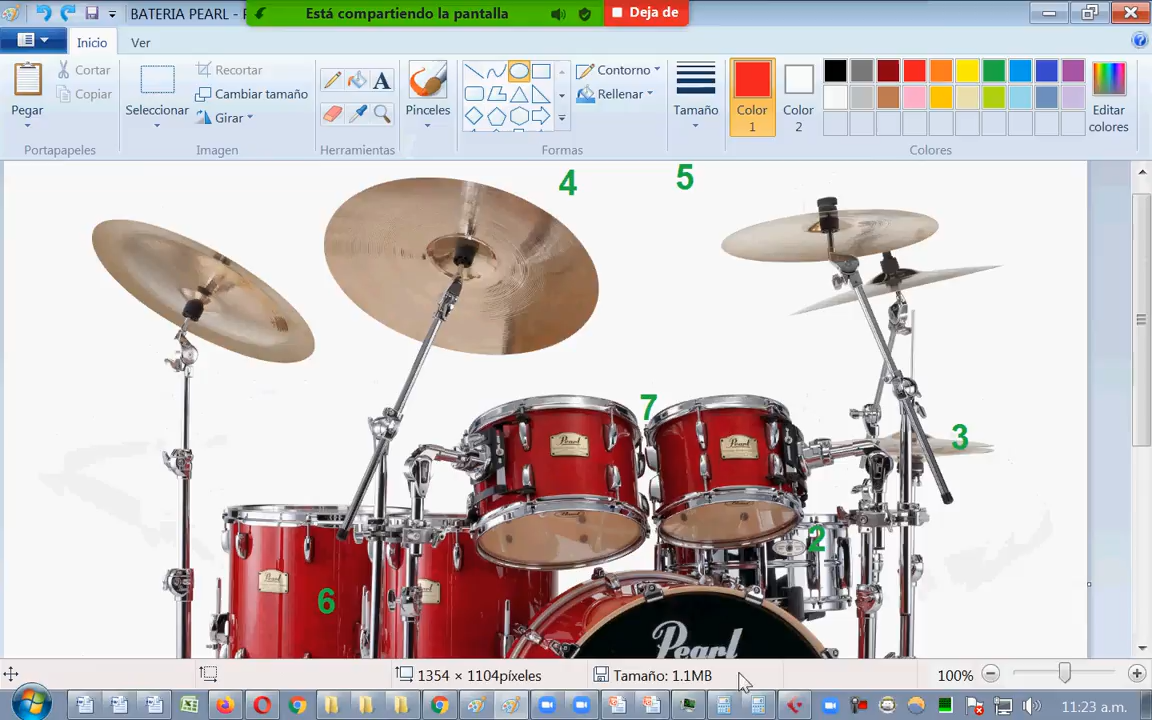 BATERIA PEARL -
Está compartiendo la pantalla
Deja de
Inicio
Ver
Pegar
Cortar
Copiar
Portapapeles
Seleccionar
Recortar
Cambiar tamaño
Girar
Imagen
A
Herramientas
Pinceles
Contorno
Rellenar
Formas
Tamaño
Color
1
Color
2
Editar
colores
Colores
4
5
7
3
2
6
Pearl
Pearl
Pearl
Pearl
1354 × 1104píxeles
Tamaño: 1.1MB
100%
11:23 a.m.